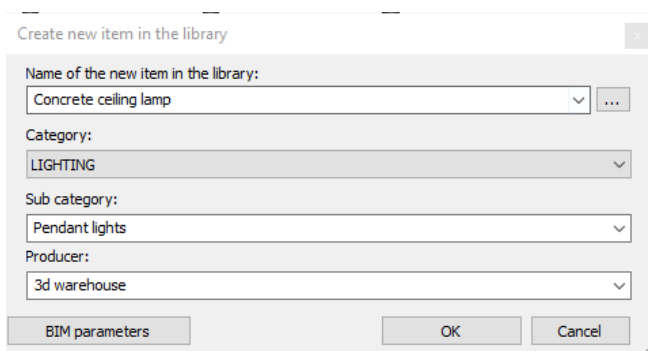 Create new item in the library
x
Name of the new item in the library:
Concrete ceiling lamp
...
Category:
LIGHTING
Sub category:
Pendant lights
Producer:
3d warehouse
BIM parameters OK Cancel